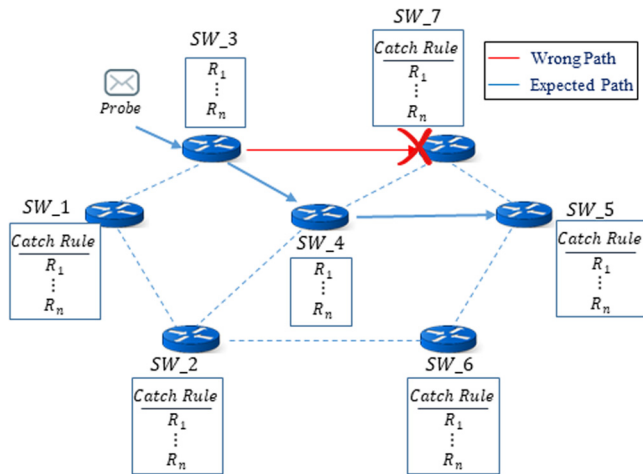 SW_3
R1
⋮
Rn
Probe
SW_7
Catch Rule
R1
⋮
Rn
Wrong Path
Expected Path
SW_1
Catch Rule
R1
⋮
Rn
SW_4
R1
⋮
Rn
SW_5
Catch Rule
R1
⋮
Rn
SW_2
Catch Rule
R1
⋮
Rn
SW_6
Catch Rule
R1
⋮
Rn